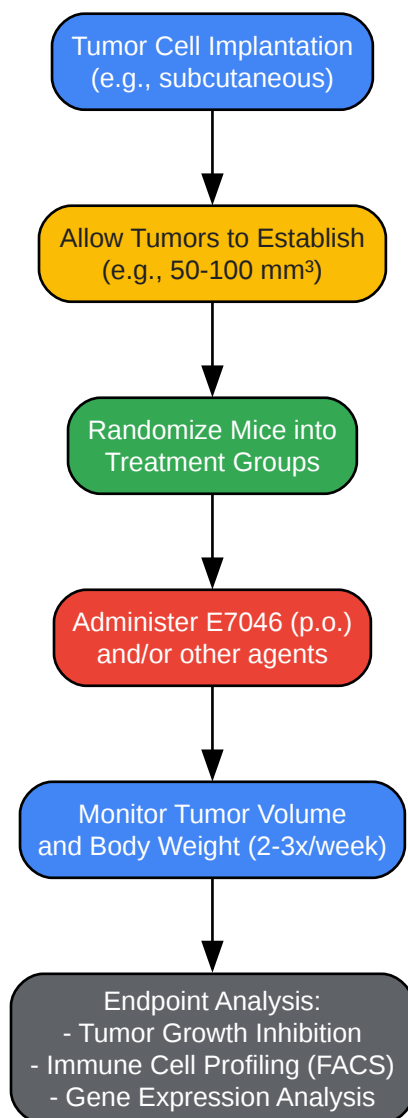 Tumor Cell Implantation
(e.g., subcutaneous)
Allow Tumors to Establish
(e.g., 50-100 mm³)
Randomize Mice into
Treatment Groups
Administer E7046 (p.o.)
and/or other agents
Monitor Tumor Volume
and Body Weight (2-3x/week)
Endpoint Analysis:
- Tumor Growth Inhibition
- Immune Cell Profiling (FACS)
- Gene Expression Analysis